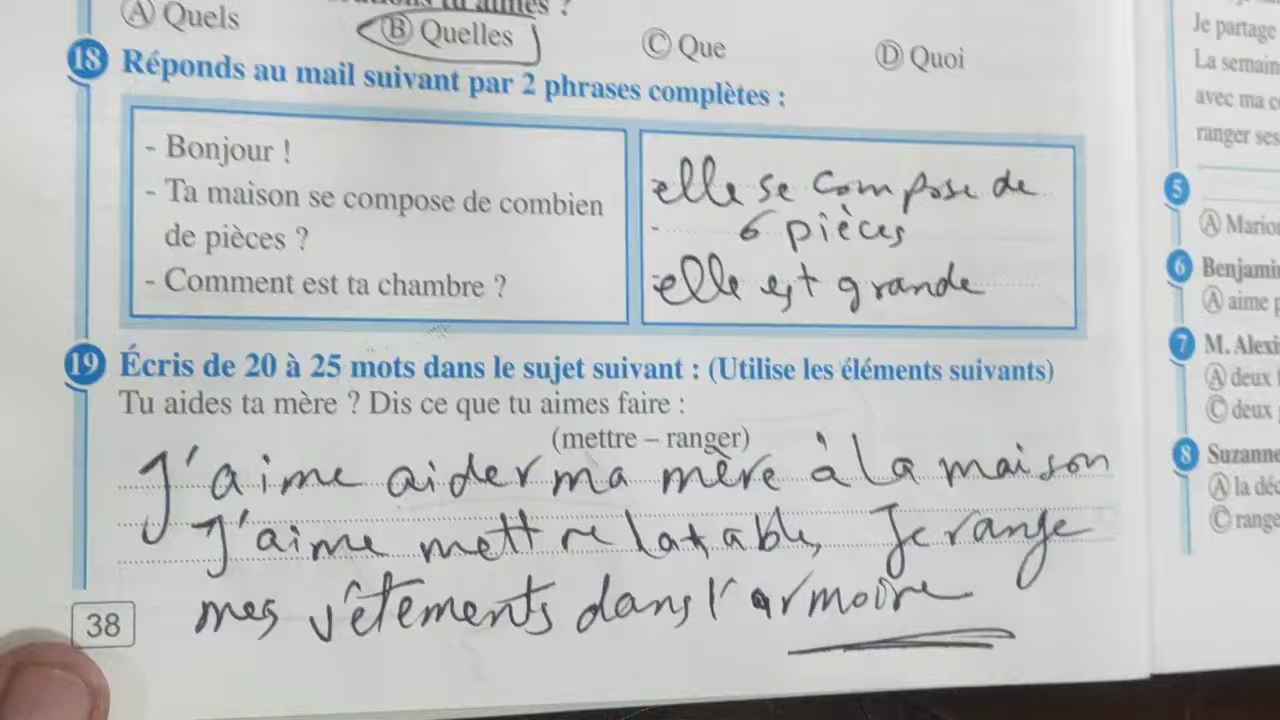 tu aimes ?
A Quels
B Quelles
C Que
D Quoi
18 Réponds au mail suivant par 2 phrases complètes :
- Bonjour !
- Ta maison se compose de combien
de pièces ?
- Comment est ta chambre ?
elle se compose de
- 6 pièces
- elle est grande
19 Écris de 20 à 25 mots dans le sujet suivant : (Utilise les éléments suivants)
Tu aides ta mère ? Dis ce que tu aimes faire :
(mettre – ranger)
J'aime aider ma mère à la maison
J'aime mettre la table, Je range
mes vêtements dans l'armoire
38
Je partage
La semain
avec ma
ranger ses
5
A Mario
6 Benjamin
A aime
7 M. Alexi
A deux
C deux
8 Suzanne
A la déc
C range